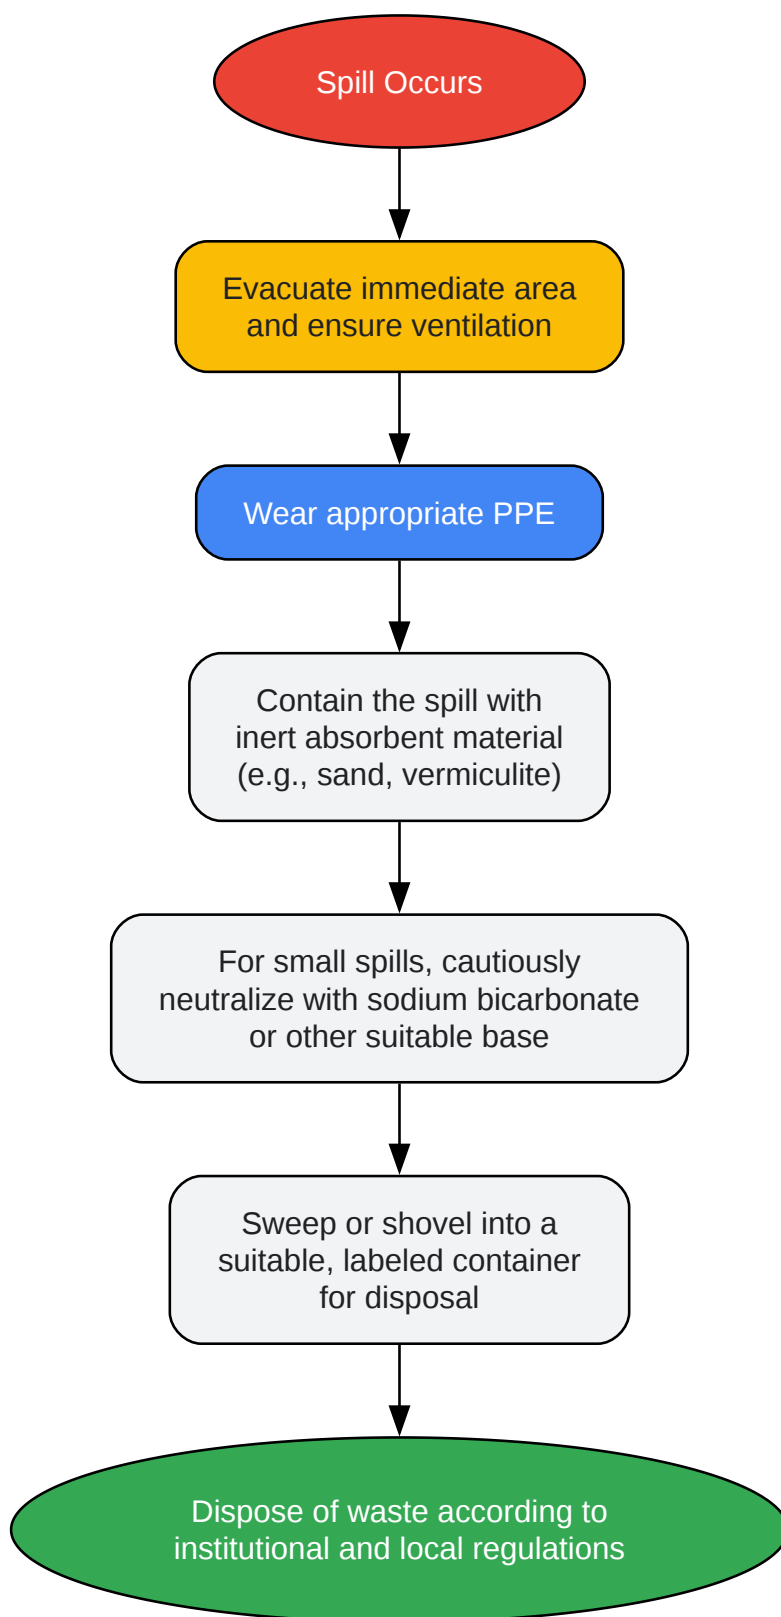 Spill Occurs
Evacuate immediate area
and ensure ventilation
Wear appropriate PPE
Contain the spill with
inert absorbent material
(e.g., sand, vermiculite)
For small spills, cautiously
neutralize with sodium bicarbonate
or other suitable base
Sweep or shovel into a
suitable, labeled container
for disposal
Dispose of waste according to
institutional and local regulations